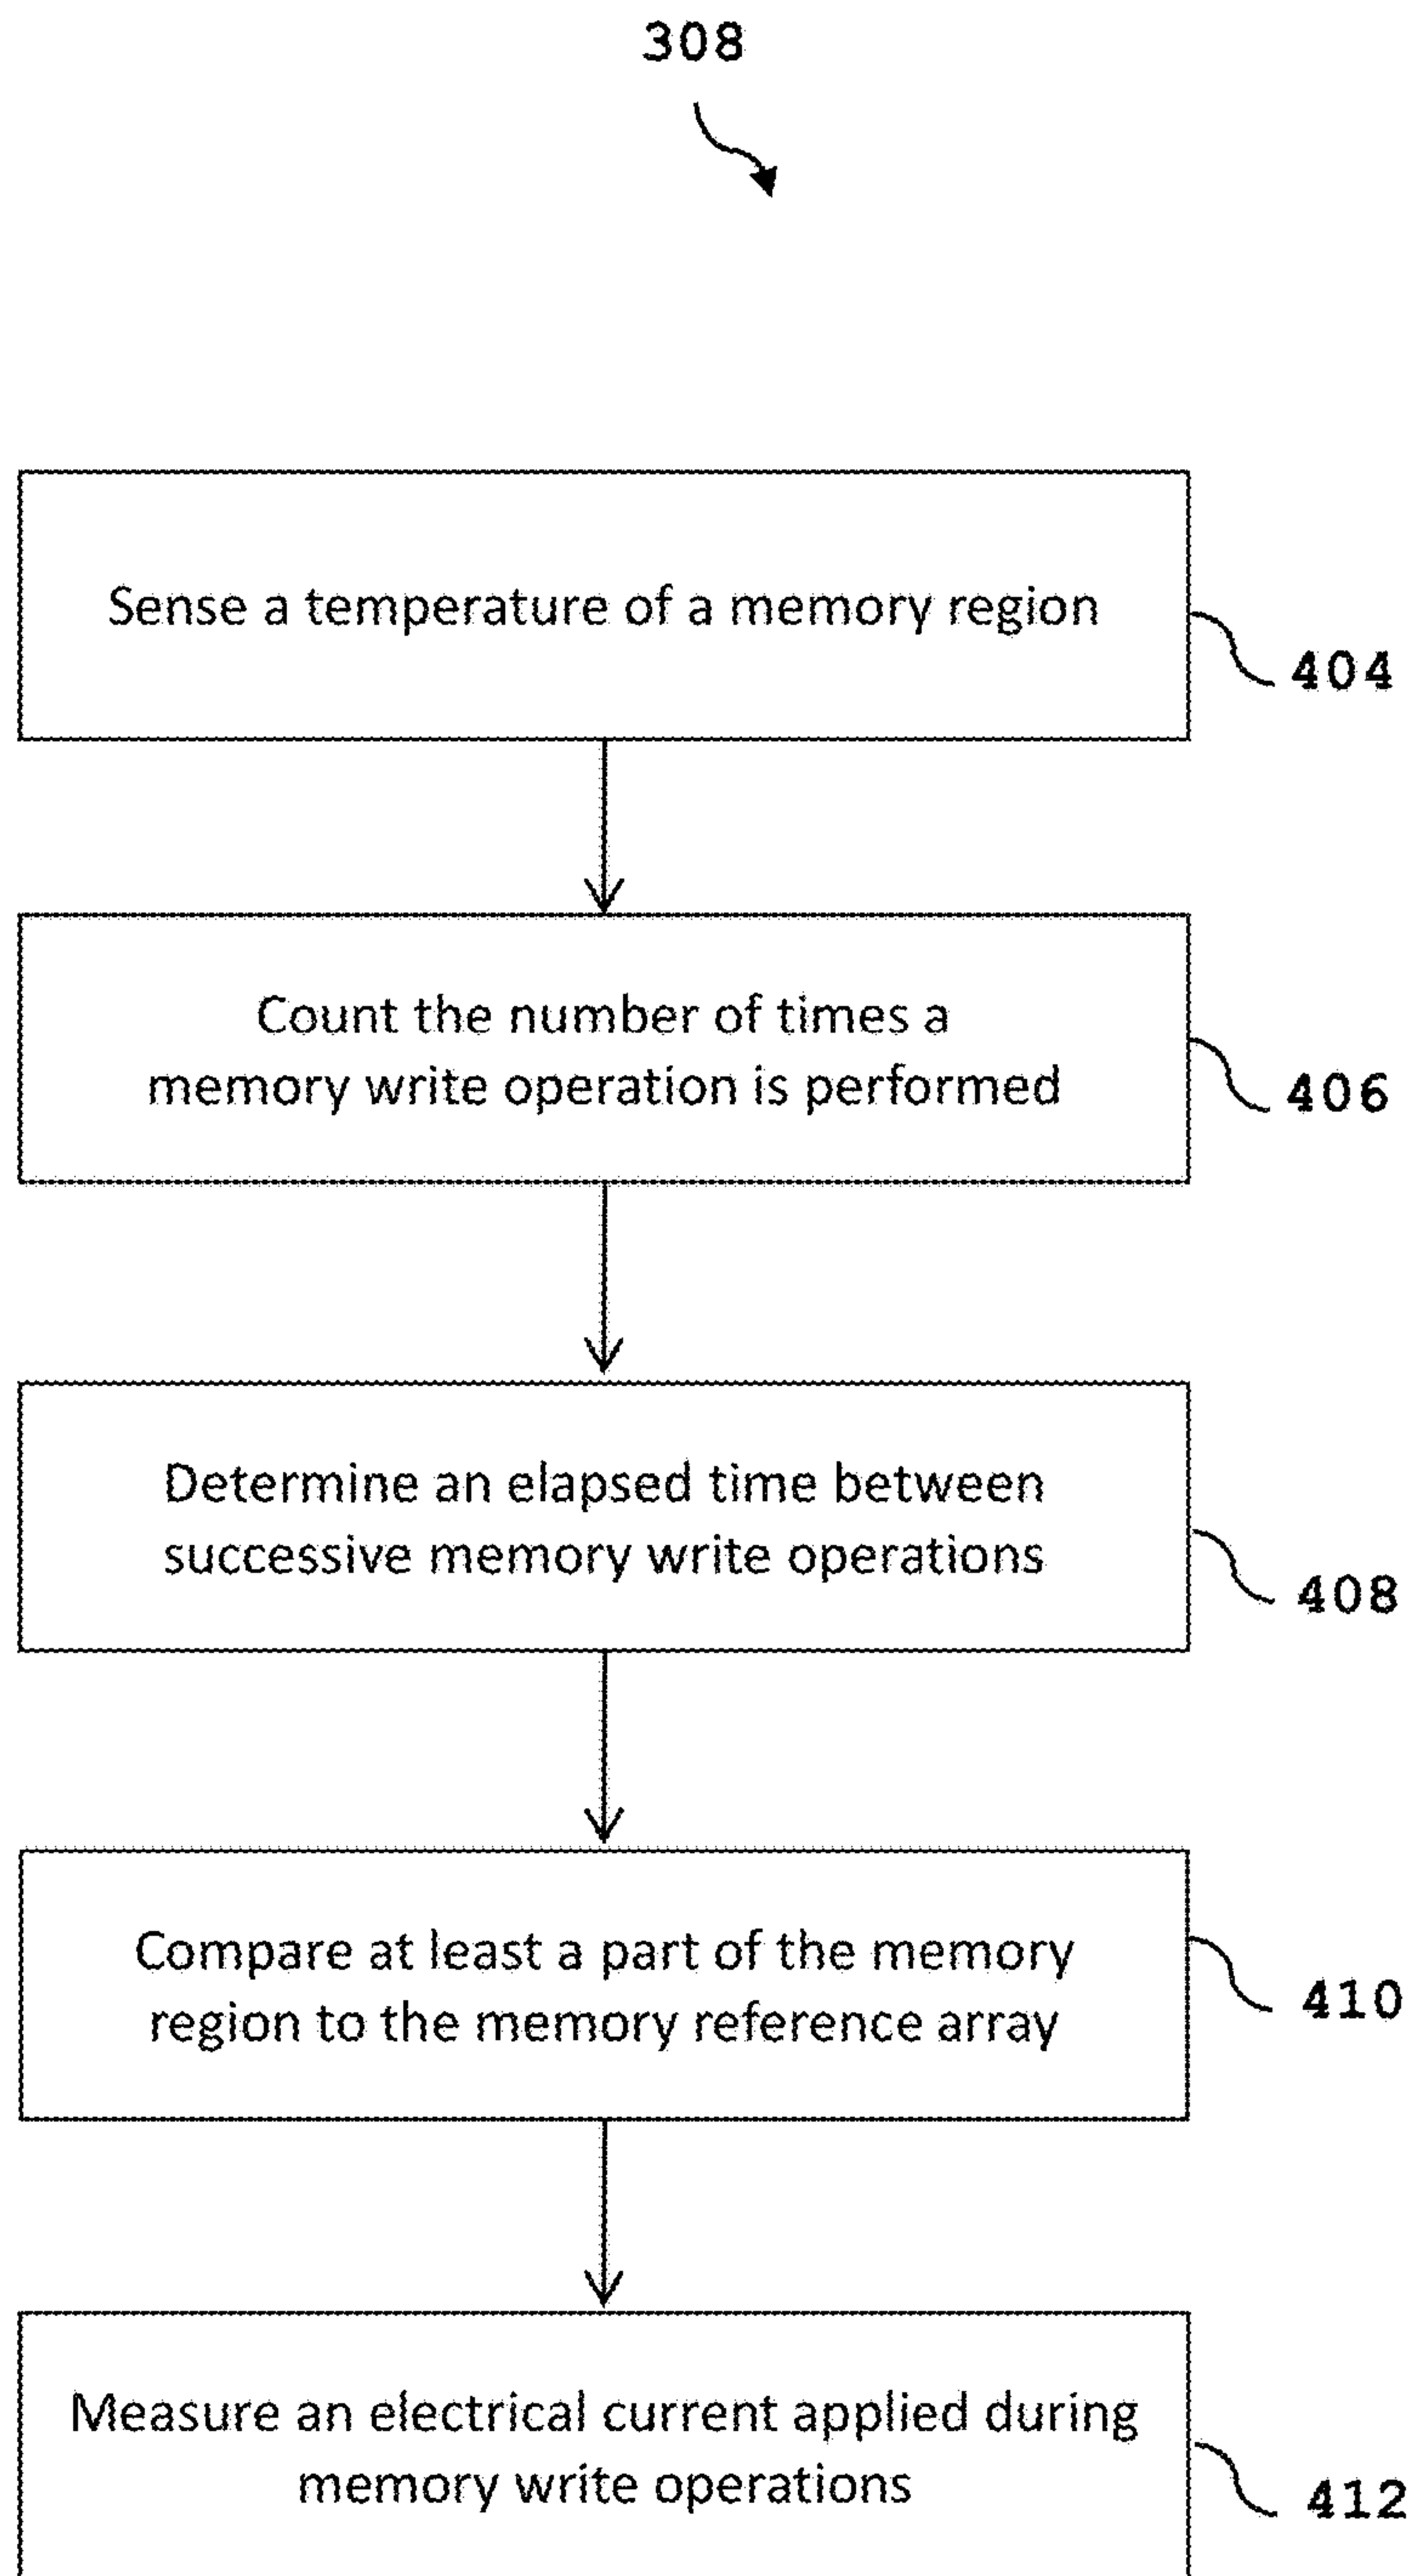 308
Sense a temperature of a memory region
404
Count the number of times a
memory write operation is performed
406
Determine an elapsed time between
successive memory write operations
408
Compare at least a part of the memory
region to the memory reference array
410
Measure an electrical current applied during
memory write operations
412